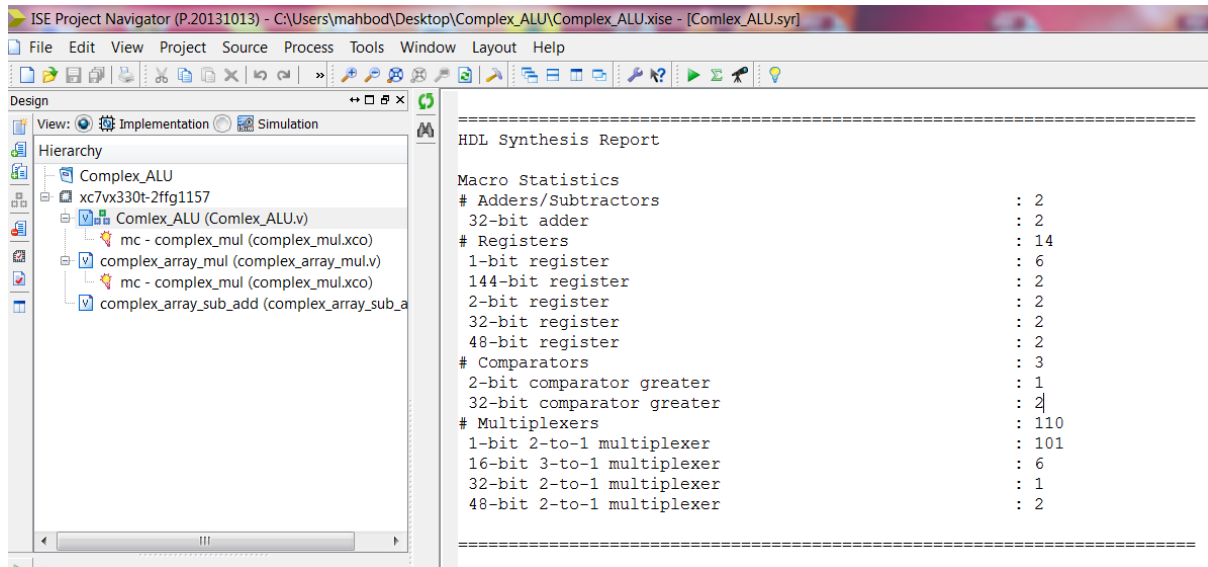 ISE Project Navigator (P.20131013) - C:\Users\mahbod\Desktop\Complex_ALU\Complex_ALU.xise - [Comlex_ALU.syr]
File Edit View Project Source Process Tools Window Layout Help
Design
View: Implementation Simulation
Hierarchy
Complex_ALU
xc7vx330t-2ffg1157
Comlex_ALU (Comlex_ALU.v)
mc - complex_mul (complex_mul.xco)
complex_array_mul (complex_array_mul.v)
mc - complex_mul (complex_mul.xco)
complex_array_sub_add (complex_array_sub_a
=========================================================================
HDL Synthesis Report
Macro Statistics
# Adders/Subtractors : 2
32-bit adder : 2
# Registers : 14
1-bit register : 6
144-bit register : 2
2-bit register : 2
32-bit register : 2
48-bit register : 2
# Comparators : 3
2-bit comparator greater : 1
32-bit comparator greater : 2
# Multiplexers : 110
1-bit 2-to-1 multiplexer : 101
16-bit 3-to-1 multiplexer : 6
32-bit 2-to-1 multiplexer : 1
48-bit 2-to-1 multiplexer : 2
=========================================================================